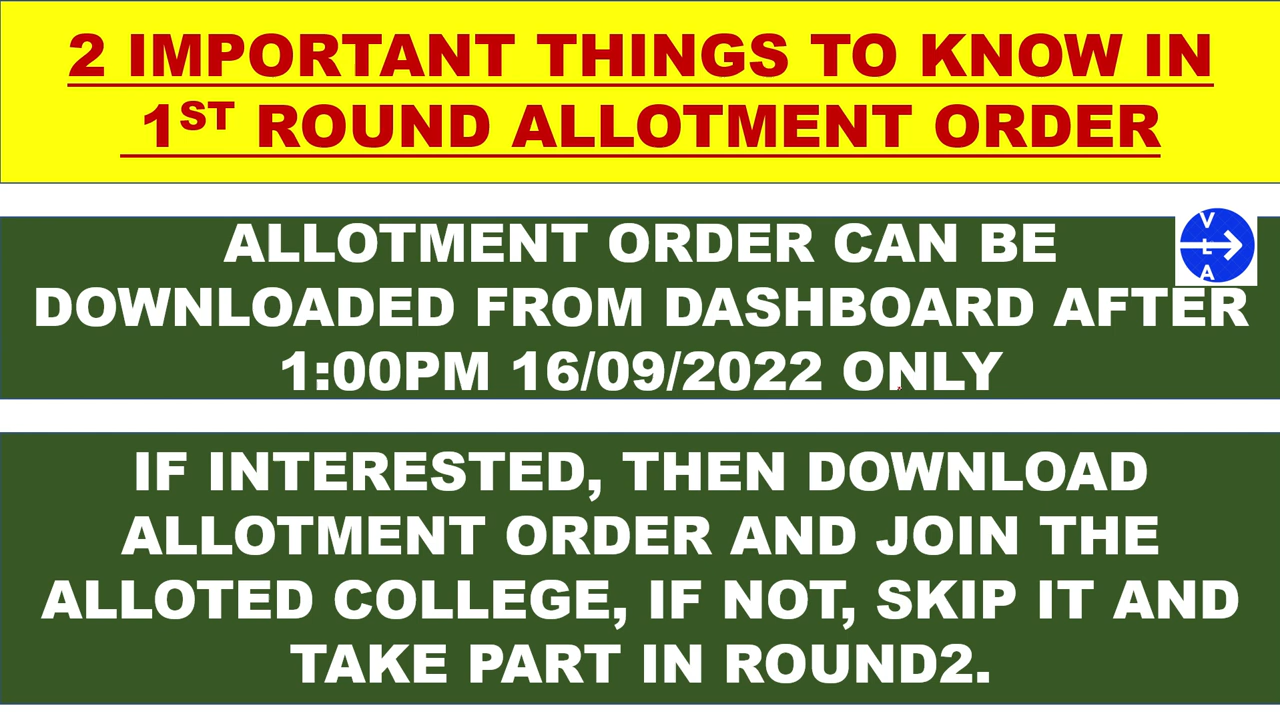 2 IMPORTANT THINGS TO KNOW IN
1ST ROUND ALLOTMENT ORDER
V
L
A
ALLOTMENT ORDER CAN BE
DOWNLOADED FROM DASHBOARD AFTER
1:00PM 16/09/2022 ONLY
IF INTERESTED, THEN DOWNLOAD
ALLOTMENT ORDER AND JOIN THE
ALLOTED COLLEGE, IF NOT, SKIP IT AND
TAKE PART IN ROUND2.